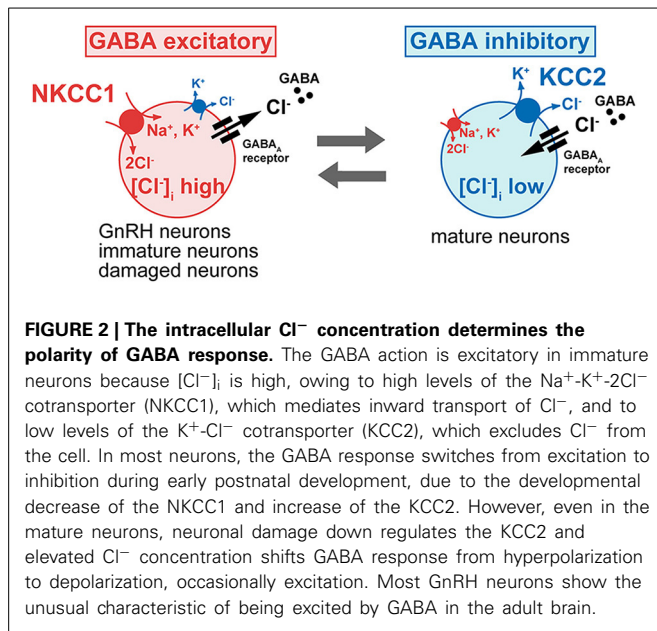 GABA excitatory
NKCC1
K⁺
Cl⁻
GABA
Cl⁻
Na⁺, K⁺
2Cl⁻
GABA_A
receptor
[Cl⁻]ᵢ high
GnRH neurons
immature neurons
damaged neurons
GABA inhibitory
K⁺
KCC2
Cl⁻
GABA
Cl⁻
Na⁺, K⁺
2Cl⁻
GABA_A
receptor
[Cl⁻]ᵢ low
mature neurons
FIGURE 2 | The intracellular Cl⁻ concentration determines the
polarity of GABA response. The GABA action is excitatory in immature
neurons because [Cl⁻]ᵢ is high, owing to high levels of the Na⁺-K⁺-2Cl⁻
cotransporter (NKCC1), which mediates inward transport of Cl⁻, and to
low levels of the K⁺-Cl⁻ cotransporter (KCC2), which excludes Cl⁻ from
the cell. In most neurons, the GABA response switches from excitation to
inhibition during early postnatal development, due to the developmental
decrease of the NKCC1 and increase of the KCC2. However, even in the
mature neurons, neuronal damage down regulates the KCC2 and
elevated Cl⁻ concentration shifts GABA response from hyperpolarization
to depolarization, occasionally excitation. Most GnRH neurons show the
unusual characteristic of being excited by GABA in the adult brain.